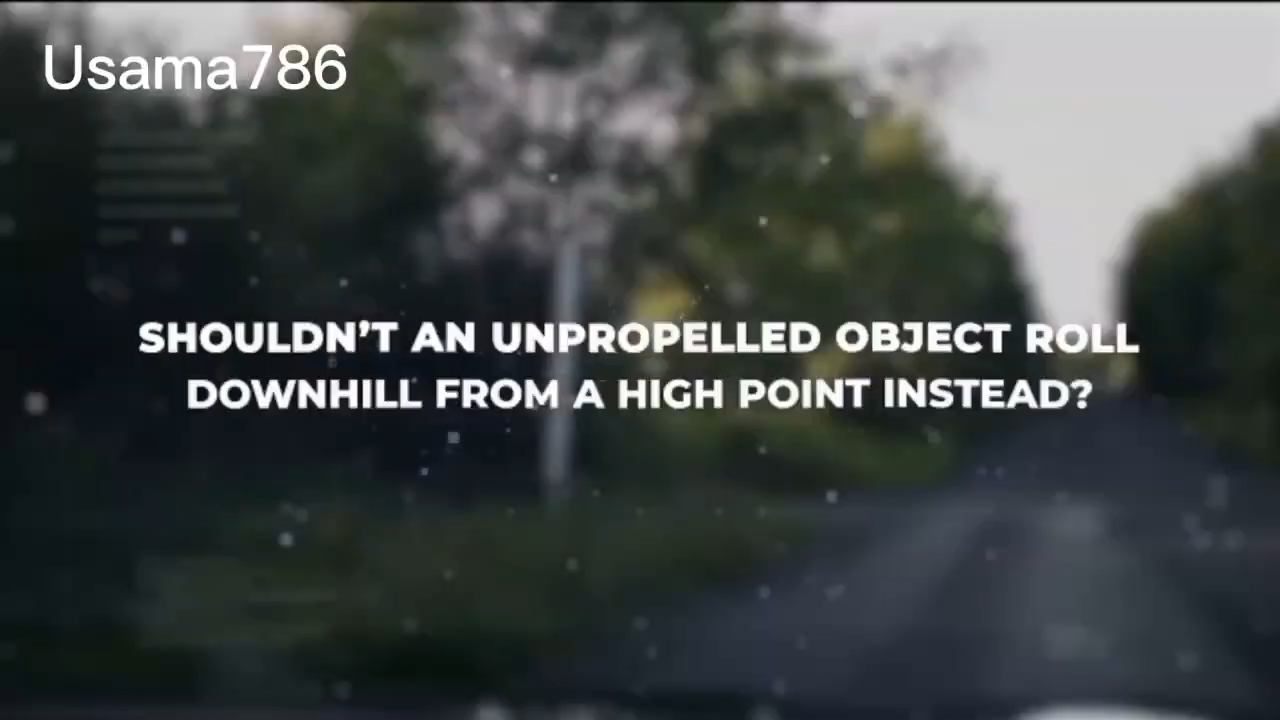 Usama786
SHOULDN’T AN UNPROPELLED OBJECT ROLL
DOWNHILL FROM A HIGH POINT INSTEAD?